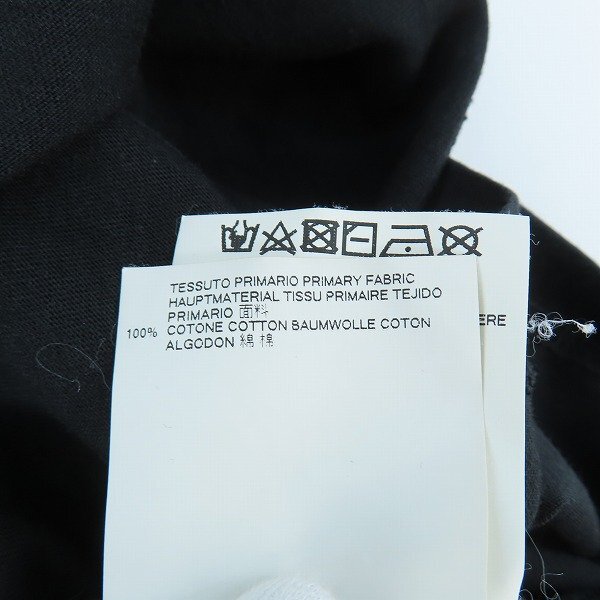 TESSUTO PRIMARIO PRIMARY FABRIC
HAUPTMATERIAL TISSU PRIMAIRE TEJIDO
PRIMARIO 面料
100% COTONE COTTON BAUMWOLLE COTON
ALGODON 綿 棉
ERE